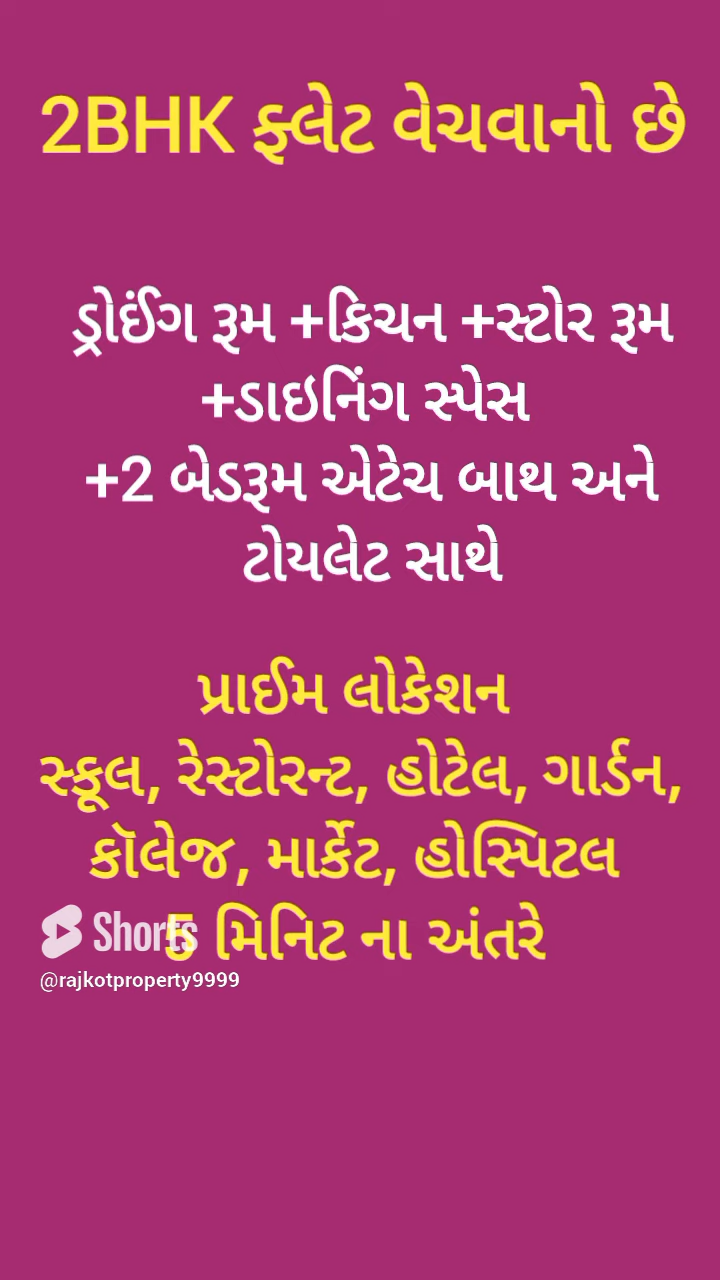 2BHK ફ્લેટ વેચવાનો છે
ડ્રોઈંગ રૂમ +કિચન +સ્ટોર રૂમ
+ડાઇનિંગ સ્પેસ
+2 બેડરૂમ એટેચ બાથ અને
ટોયલેટ સાથે
પ્રાઈમ લોકેશન
સ્કૂલ, રેસ્ટોરન્ટ, હોટેલ, ગાર્ડન,
કૉલેજ, માર્કેટ, હોસ્પિટલ
5 મિનિટ ના અંતરે
Shorts
@rajkotproperty9999